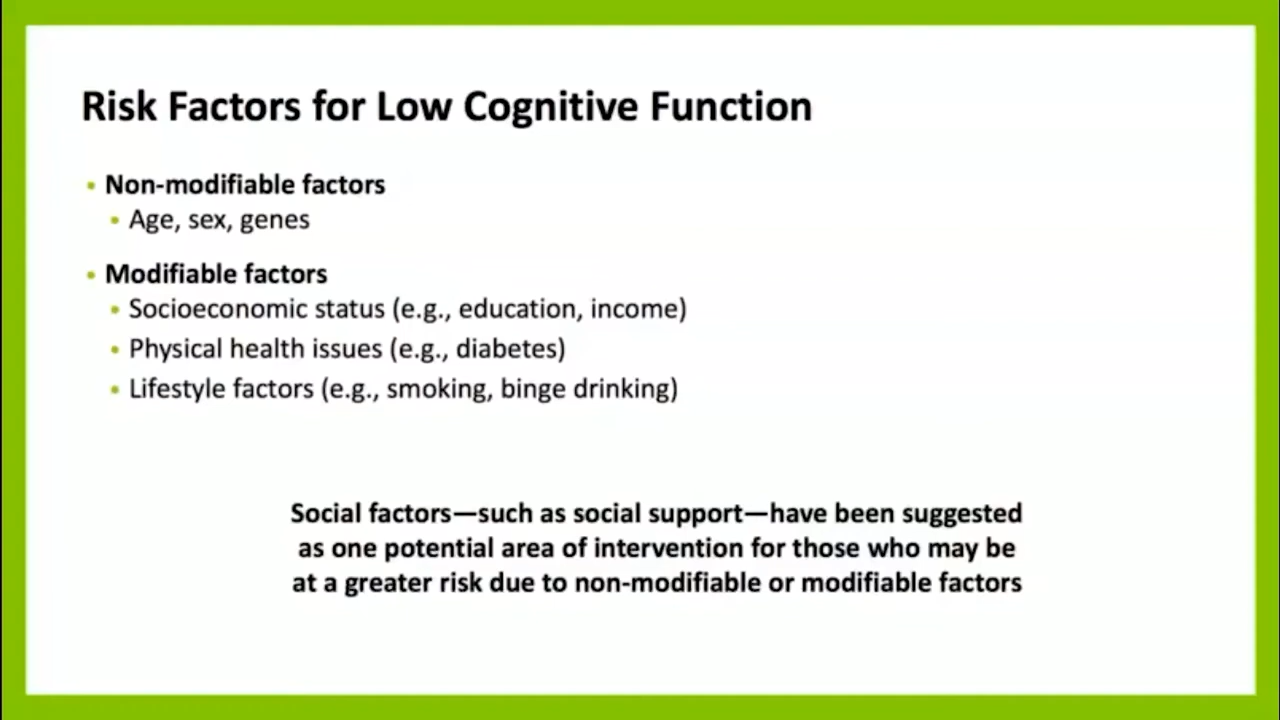 Risk Factors for Low Cognitive Function
• Non-modifiable factors
• Age, sex, genes
• Modifiable factors
• Socioeconomic status (e.g., education, income)
• Physical health issues (e.g., diabetes)
• Lifestyle factors (e.g., smoking, binge drinking)
Social factors—such as social support—have been suggested
as one potential area of intervention for those who may be
at a greater risk due to non-modifiable or modifiable factors